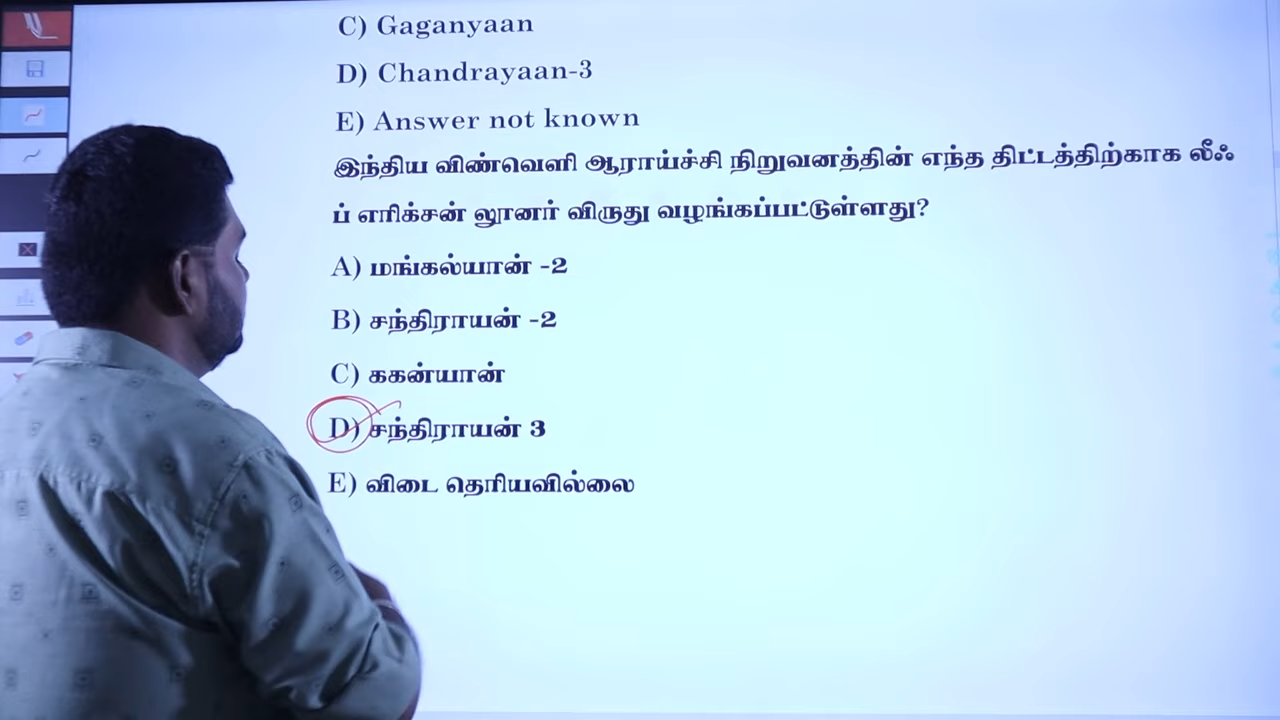 C) Gaganyaan
D) Chandrayaan-3
E) Answer not known
இந்திய விண்வெளி ஆராய்ச்சி நிறுவனத்தின் எந்த திட்டத்திற்காக லீஃ
ப் எரிக்சன் லூனர் விருது வழங்கப்பட்டுள்ளது?
A) மங்கல்யான் -2
B) சந்திராயன் -2
C) ககன்யான்
D) சந்திராயன் 3
E) விடை தெரியவில்லை